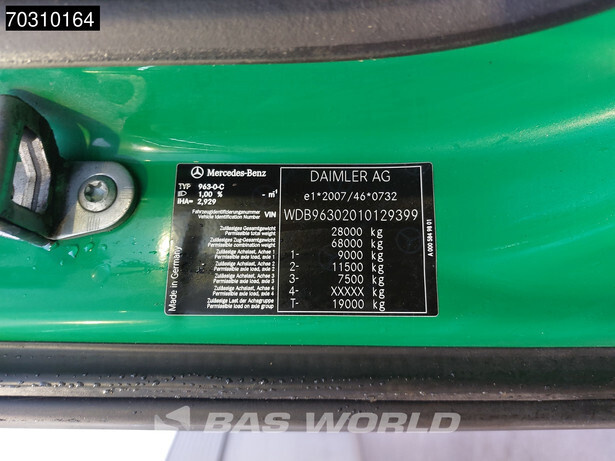 70310164
Mercedes-Benz
TYP 963-0-C
1,00 % - m⁻¹
IHA= 2,929
Fahrzeugidentifizierungsnummer
Vehicle Identification Number VIN
Zulässiges Gesamtgewicht
Permissible total weight
Zulässiges Zug-Gesamtgewicht
Permissible combination weight
Zulässige Achslast, Achse 1
Permissible axle load, axle 1
Zulässige Achslast, Achse 2
Permissible axle load, axle 2
Zulässige Achslast, Achse 3
Permissible axle load, axle 3
Zulässige Achslast, Achse 4
Permissible axle load, axle 4
Zulässige Last der Achsgruppe
Permissible group axle load
DAIMLER AG
e1*2007/46*0732
WDB96302010129399
28000 kg
68000 kg
1- 9000 kg
2- 11500 kg
3- 7500 kg
4- XXXXX kg
T- 19000 kg
Made in Germany
A 000 584 98 01
BAS WORLD